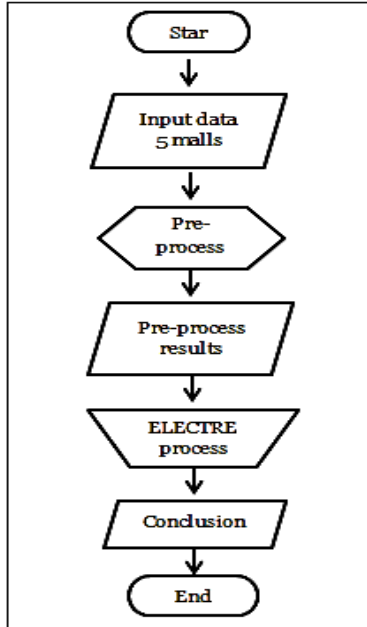 Star
Input data
5 malls
Pre-
process
Pre-process
results
ELECTRE
process
Conclusion
End